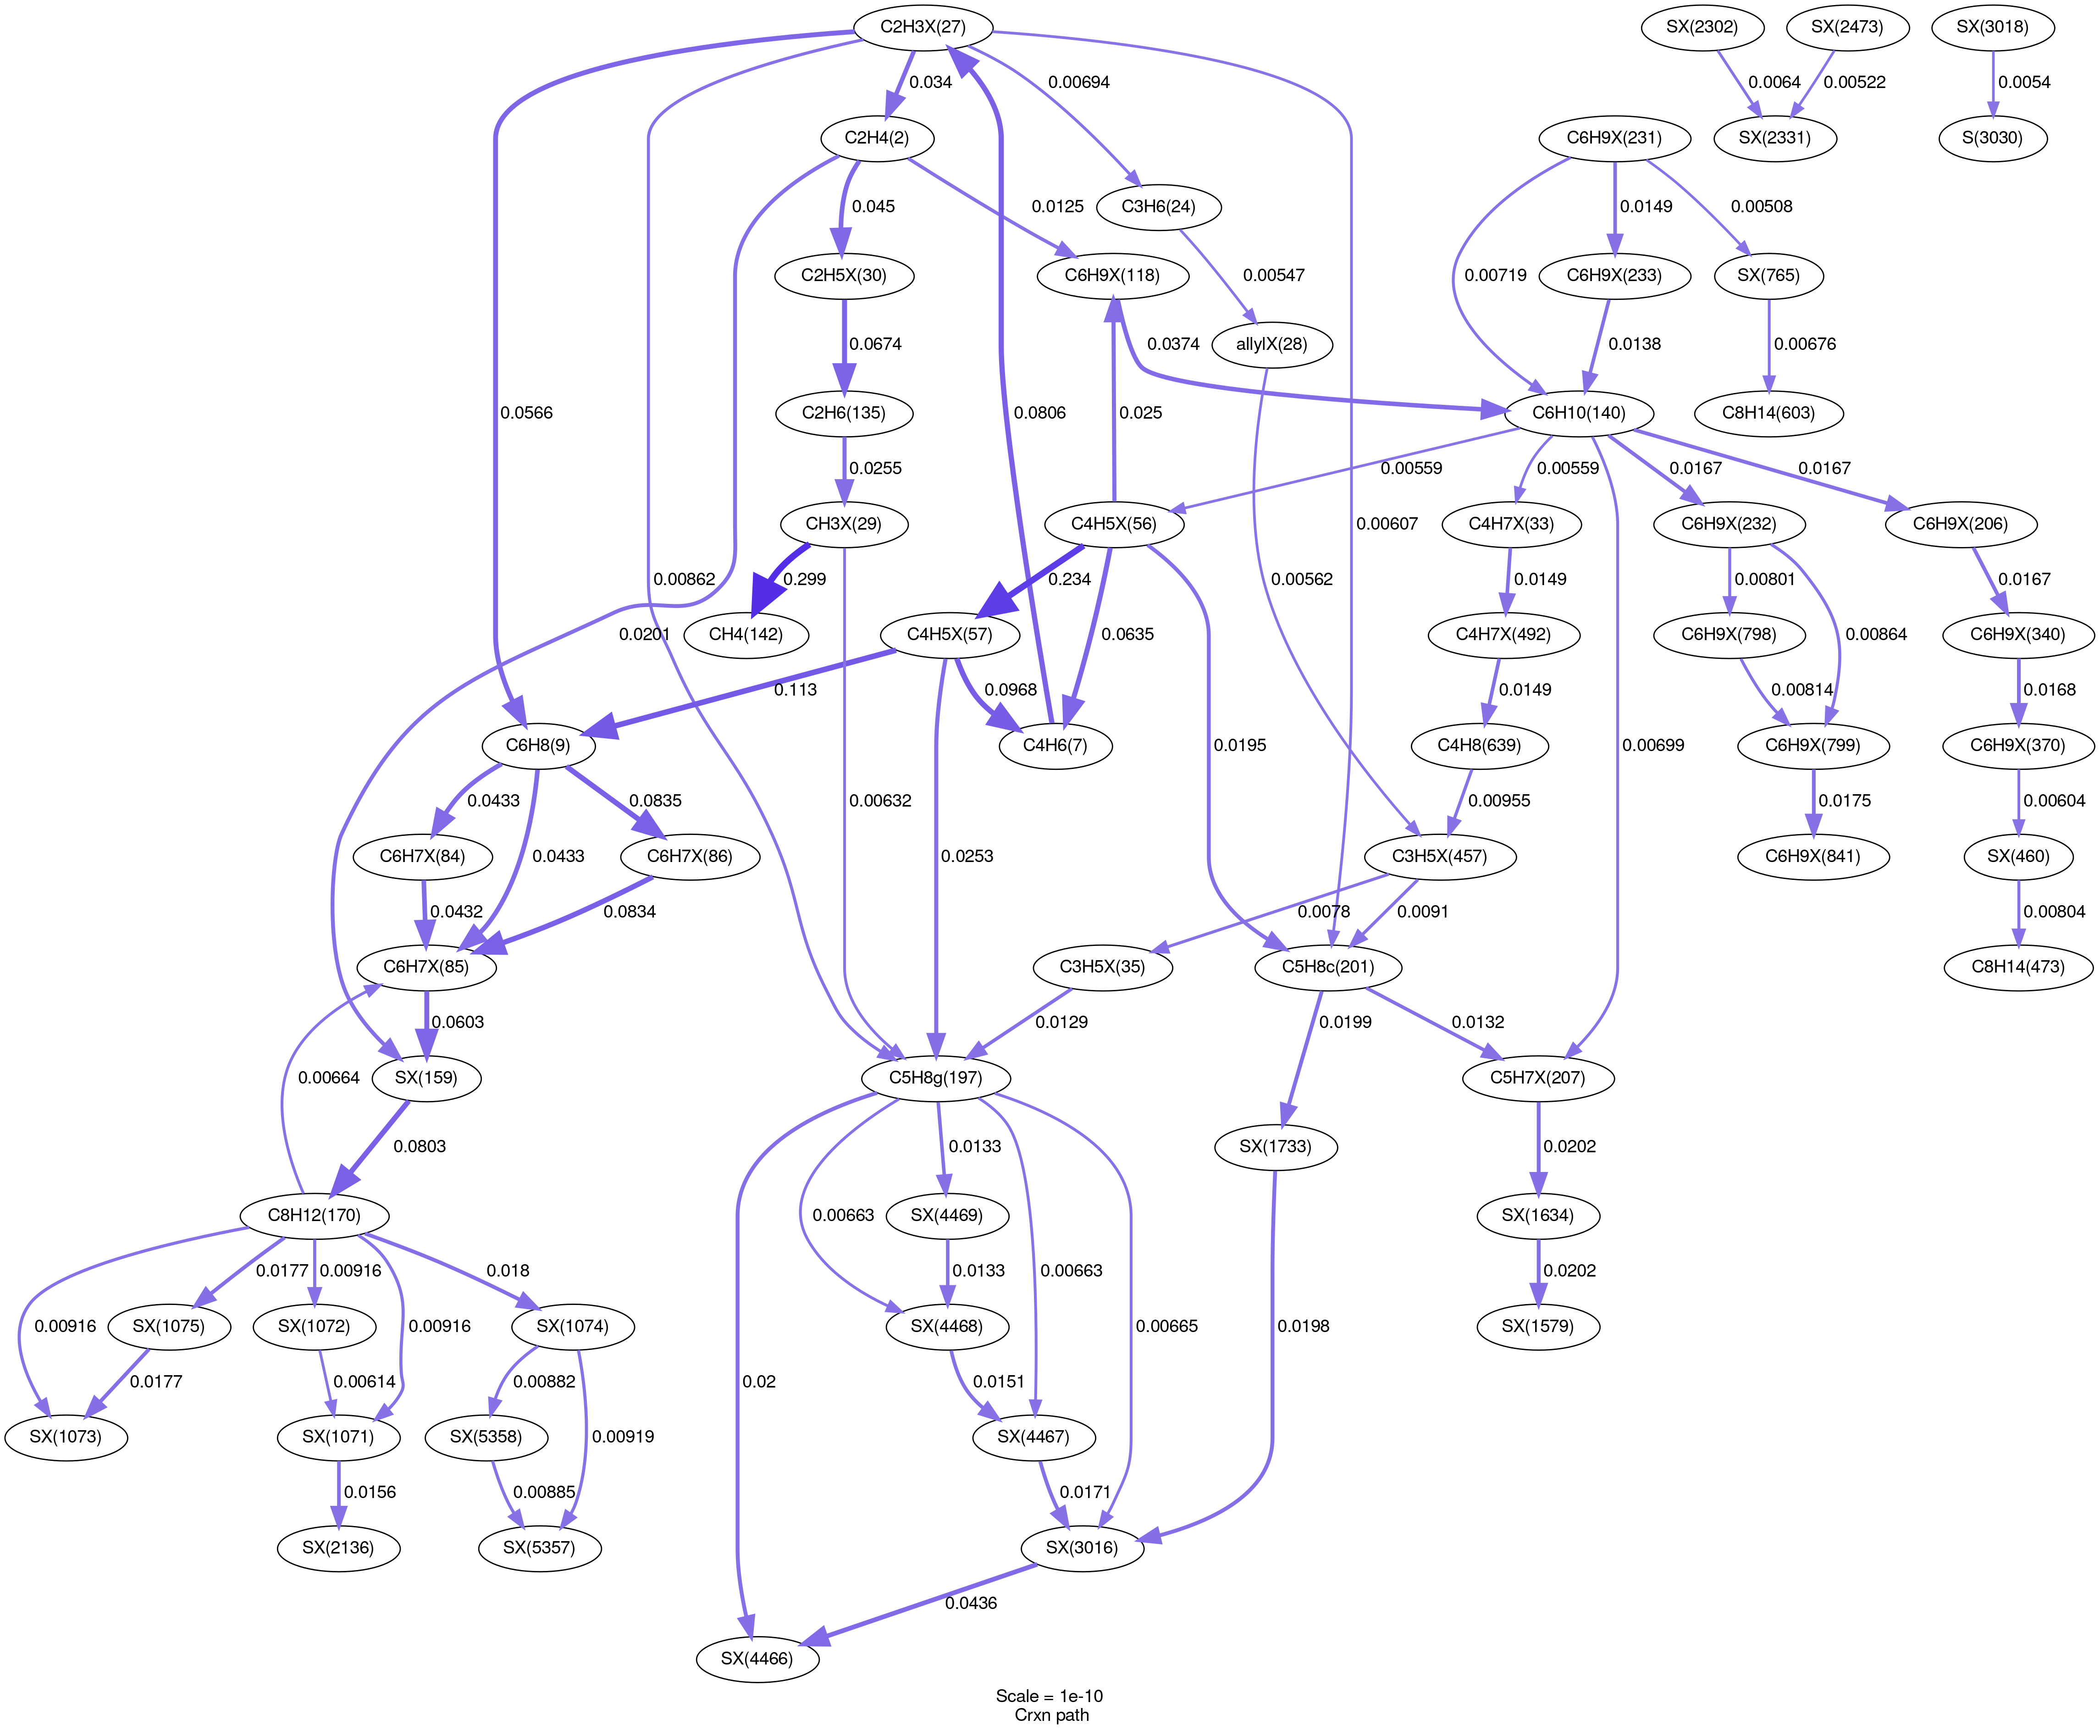 C2H3X(27)
SX(2302)
SX(2473)
SX(3018)
0.034
0.00694
0.0064
0.00522
0.0054
C2H4(2)
C6H9X(231)
SX(2331)
S(3030)
0.045
0.0125
C3H6(24)
0.0149
0.00508
C2H5X(30)
C6H9X(118)
0.00547
0.00719
C6H9X(233)
SX(765)
0.0674
0.0374
allylX(28)
0.0138
0.00676
0.0566
C2H6(135)
0.0806
0.025
C6H10(140)
C8H14(603)
0.0255
0.00559
0.00559
0.0167
0.0167
CH3X(29)
C4H5X(56)
0.00607
C4H7X(33)
C6H9X(232)
C6H9X(206)
0.00862
0.299
0.234
0.00562
0.0149
0.00801
0.0167
0.0201
CH4(142)
C4H5X(57)
0.0635
C4H7X(492)
C6H9X(798)
0.00864
C6H9X(340)
0.113
0.0968
0.0149
0.00814
0.0168
C6H8(9)
C4H6(7)
0.0195
C4H8(639)
0.00699
C6H9X(799)
C6H9X(370)
0.0433
0.0835
0.00632
0.00955
0.0175
0.00604
C6H7X(84)
0.0433
C6H7X(86)
0.0253
C3H5X(457)
C6H9X(841)
SX(460)
0.0432
0.0834
0.0078
0.0091
0.00804
C6H7X(85)
C3H5X(35)
C5H8c(201)
C8H14(473)
0.0603
0.0129
0.0199
0.0132
0.00664
SX(159)
C5H8g(197)
C5H7X(207)
0.0803
0.0133
SX(1733)
0.0202
C8H12(170)
0.00663
SX(4469)
SX(1634)
0.0177
0.00916
0.018
0.0133
0.00663
0.0202
0.00916
SX(1075)
SX(1072)
0.00916
SX(1074)
SX(4468)
0.00665
0.0198
SX(1579)
0.0177
0.00614
0.00882
0.02
0.0151
SX(1073)
SX(1071)
SX(5358)
0.00919
SX(4467)
0.0156
0.00885
0.0171
SX(2136)
SX(5357)
SX(3016)
0.0436
SX(4466)
Scale = 1e-10
Crxn path